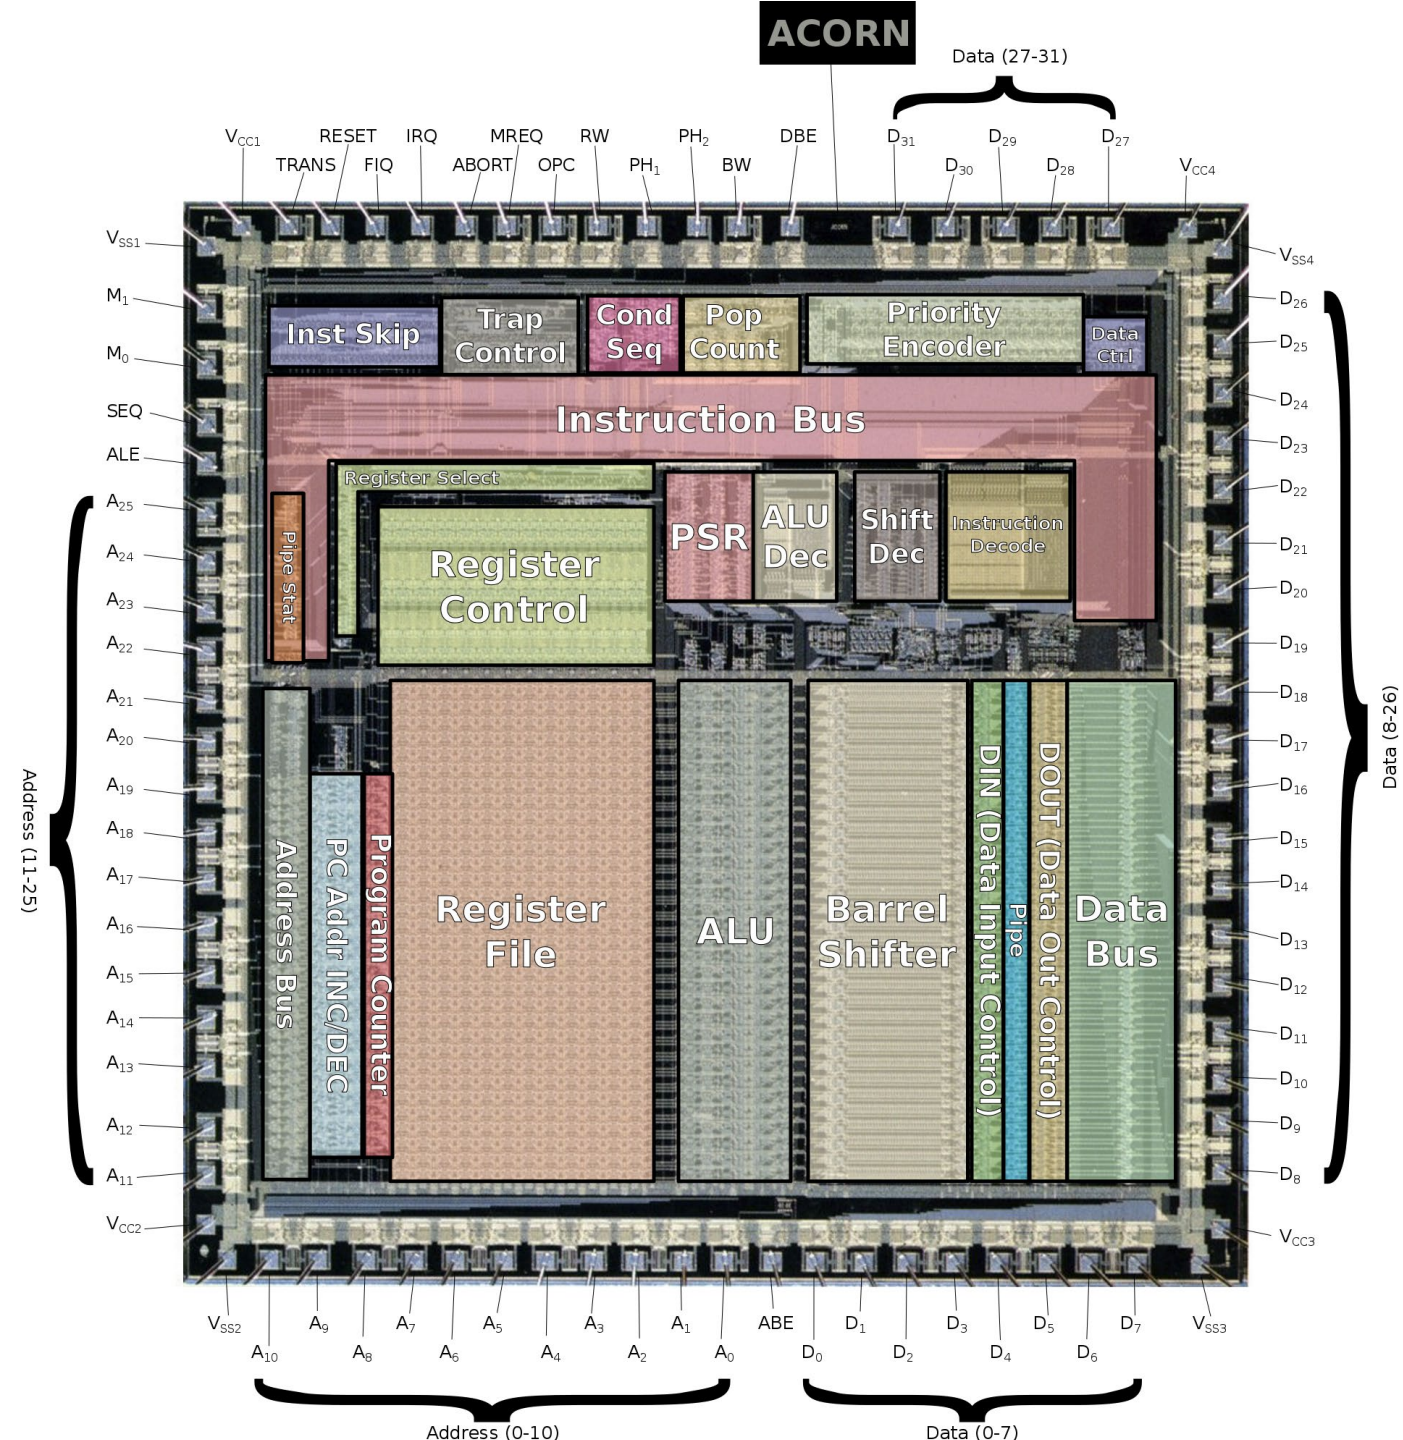 ACORN
Data (27-31)
VCC1
RESET
IRQ
MREQ
RW
PH2
DBE
D31
D29
D27
TRANS
FIQ
ABORT
OPC
PH1
BW
D30
D28
VCC4
ACORN
VSS1
VSS4
M1
D26
M0
D25
SEQ
D24
ALE
D23
A25
D22
A24
D21
A23
D20
A22
D19
A21
D18
A20
D17
A19
D16
A18
D15
A17
D14
A16
D13
A15
D12
A14
D11
A13
D10
A12
D9
A11
D8
VCC2
VCC3
Address (11-25)
Data (8-26)
Inst Skip
Trap
Control
Cond
Seq
Pop
Count
Priority
Encoder
Data
Ctrl
Instruction Bus
Register Select
Pipe Stat
Register
Control
PSR
ALU
Dec
Shift
Dec
Instruction
Decode
Address Bus
PC Addr INC/DEC
Program Counter
Register
File
ALU
Barrel
Shifter
DIN (Data Input Control)
Pipe
DOUT (Data Out Control)
Data
Bus
VSS2
A9
A7
A5
A3
A1
ABE
D1
D3
D5
D7
VSS3
A10
A8
A6
A4
A2
A0
D0
D2
D4
D6
Address (0-10)
Data (0-7)